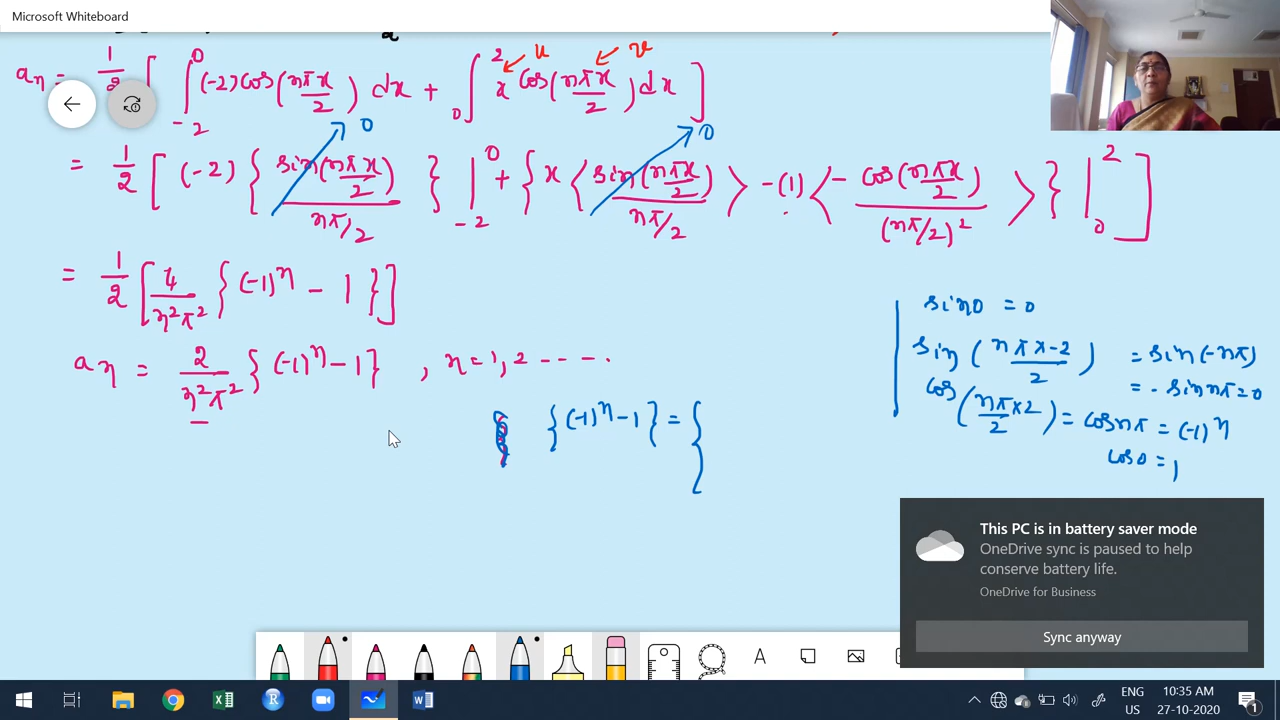 Microsoft Whiteboard
aₙ = 1/2 [ ∫₋₂⁰ (-2) cos(nπx/2) dx + ∫₀² x cos(nπx/2) dx ]
u v
0 0
= 1/2 [ (-2) { sin(nπx/2) / nπ/2 } |₋₂⁰ + { x < sin(nπx/2) / nπ/2 > -(1) < - cos(nπx/2) / (nπ/2)² > } |₀² ]
= 1/2 [ 4/n²π² { (-1)ⁿ - 1 } ]
aₙ = 2/n²π² { (-1)ⁿ - 1 } , n = 1, 2 - - - - .
{ (-1)ⁿ - 1 } = {
sin 0 = 0
sin ( nπ x -2 / 2 ) = sin(-nπ)
= - sin nπ = 0
cos ( nπ/2 × 2 ) = cos nπ = (-1)ⁿ
cos 0 = 1
This PC is in battery saver mode
OneDrive sync is paused to help
conserve battery life.
OneDrive for Business
Sync anyway
A
ENG
US
10:35 AM
27-10-2020
1